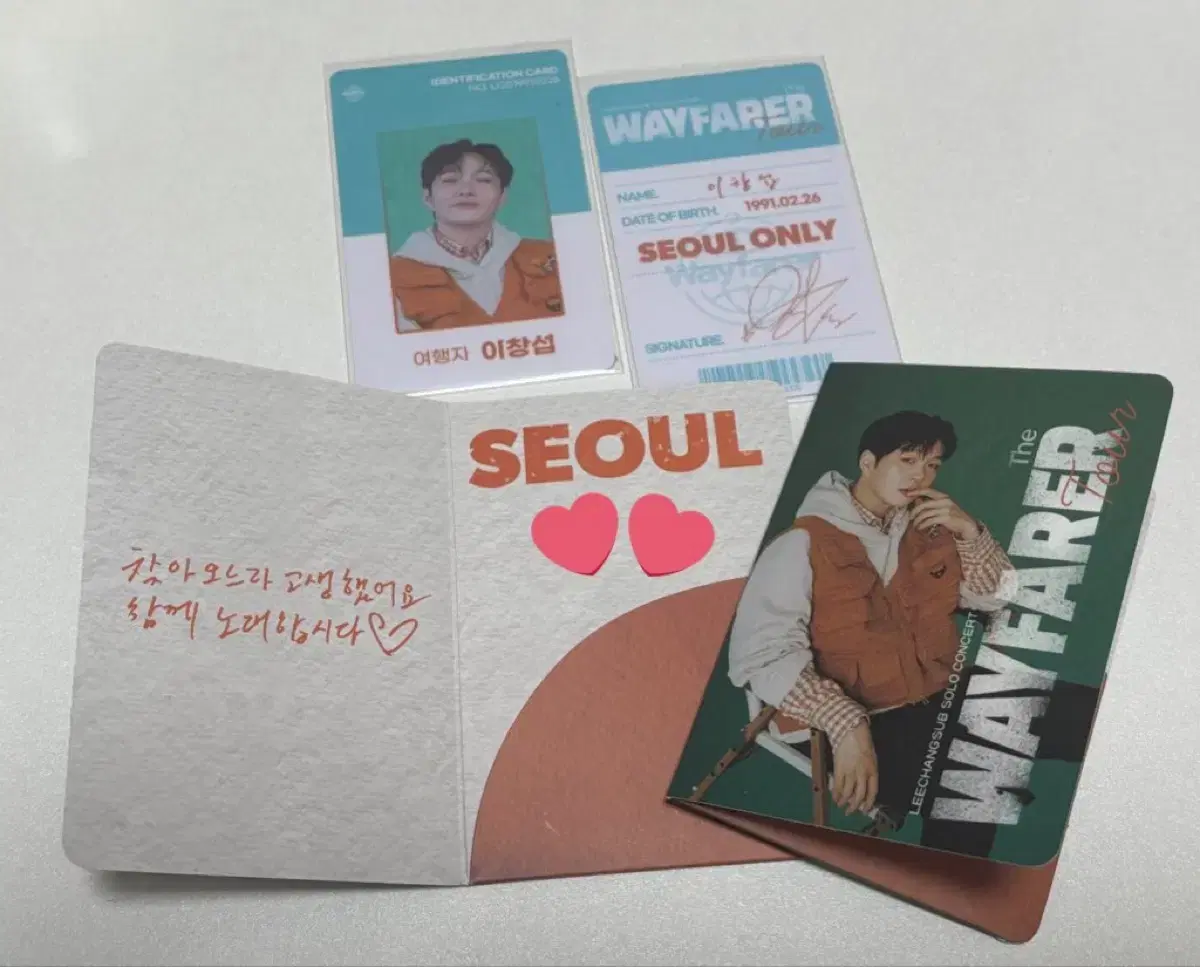 IDENTIFICATION CARD
여행자 이창섭
The
WAYFARER
Tour
NAME. 이창섭
DATE OF BIRTH. 1991.02.26
SEOUL ONLY
Wayfarer
SIGNATURE.
SEOUL
찾아오느라 고생했어요
함께 노래합시다♡
The
WAYFARER
Tour
LEECHANGSUB SOLO CONCERT